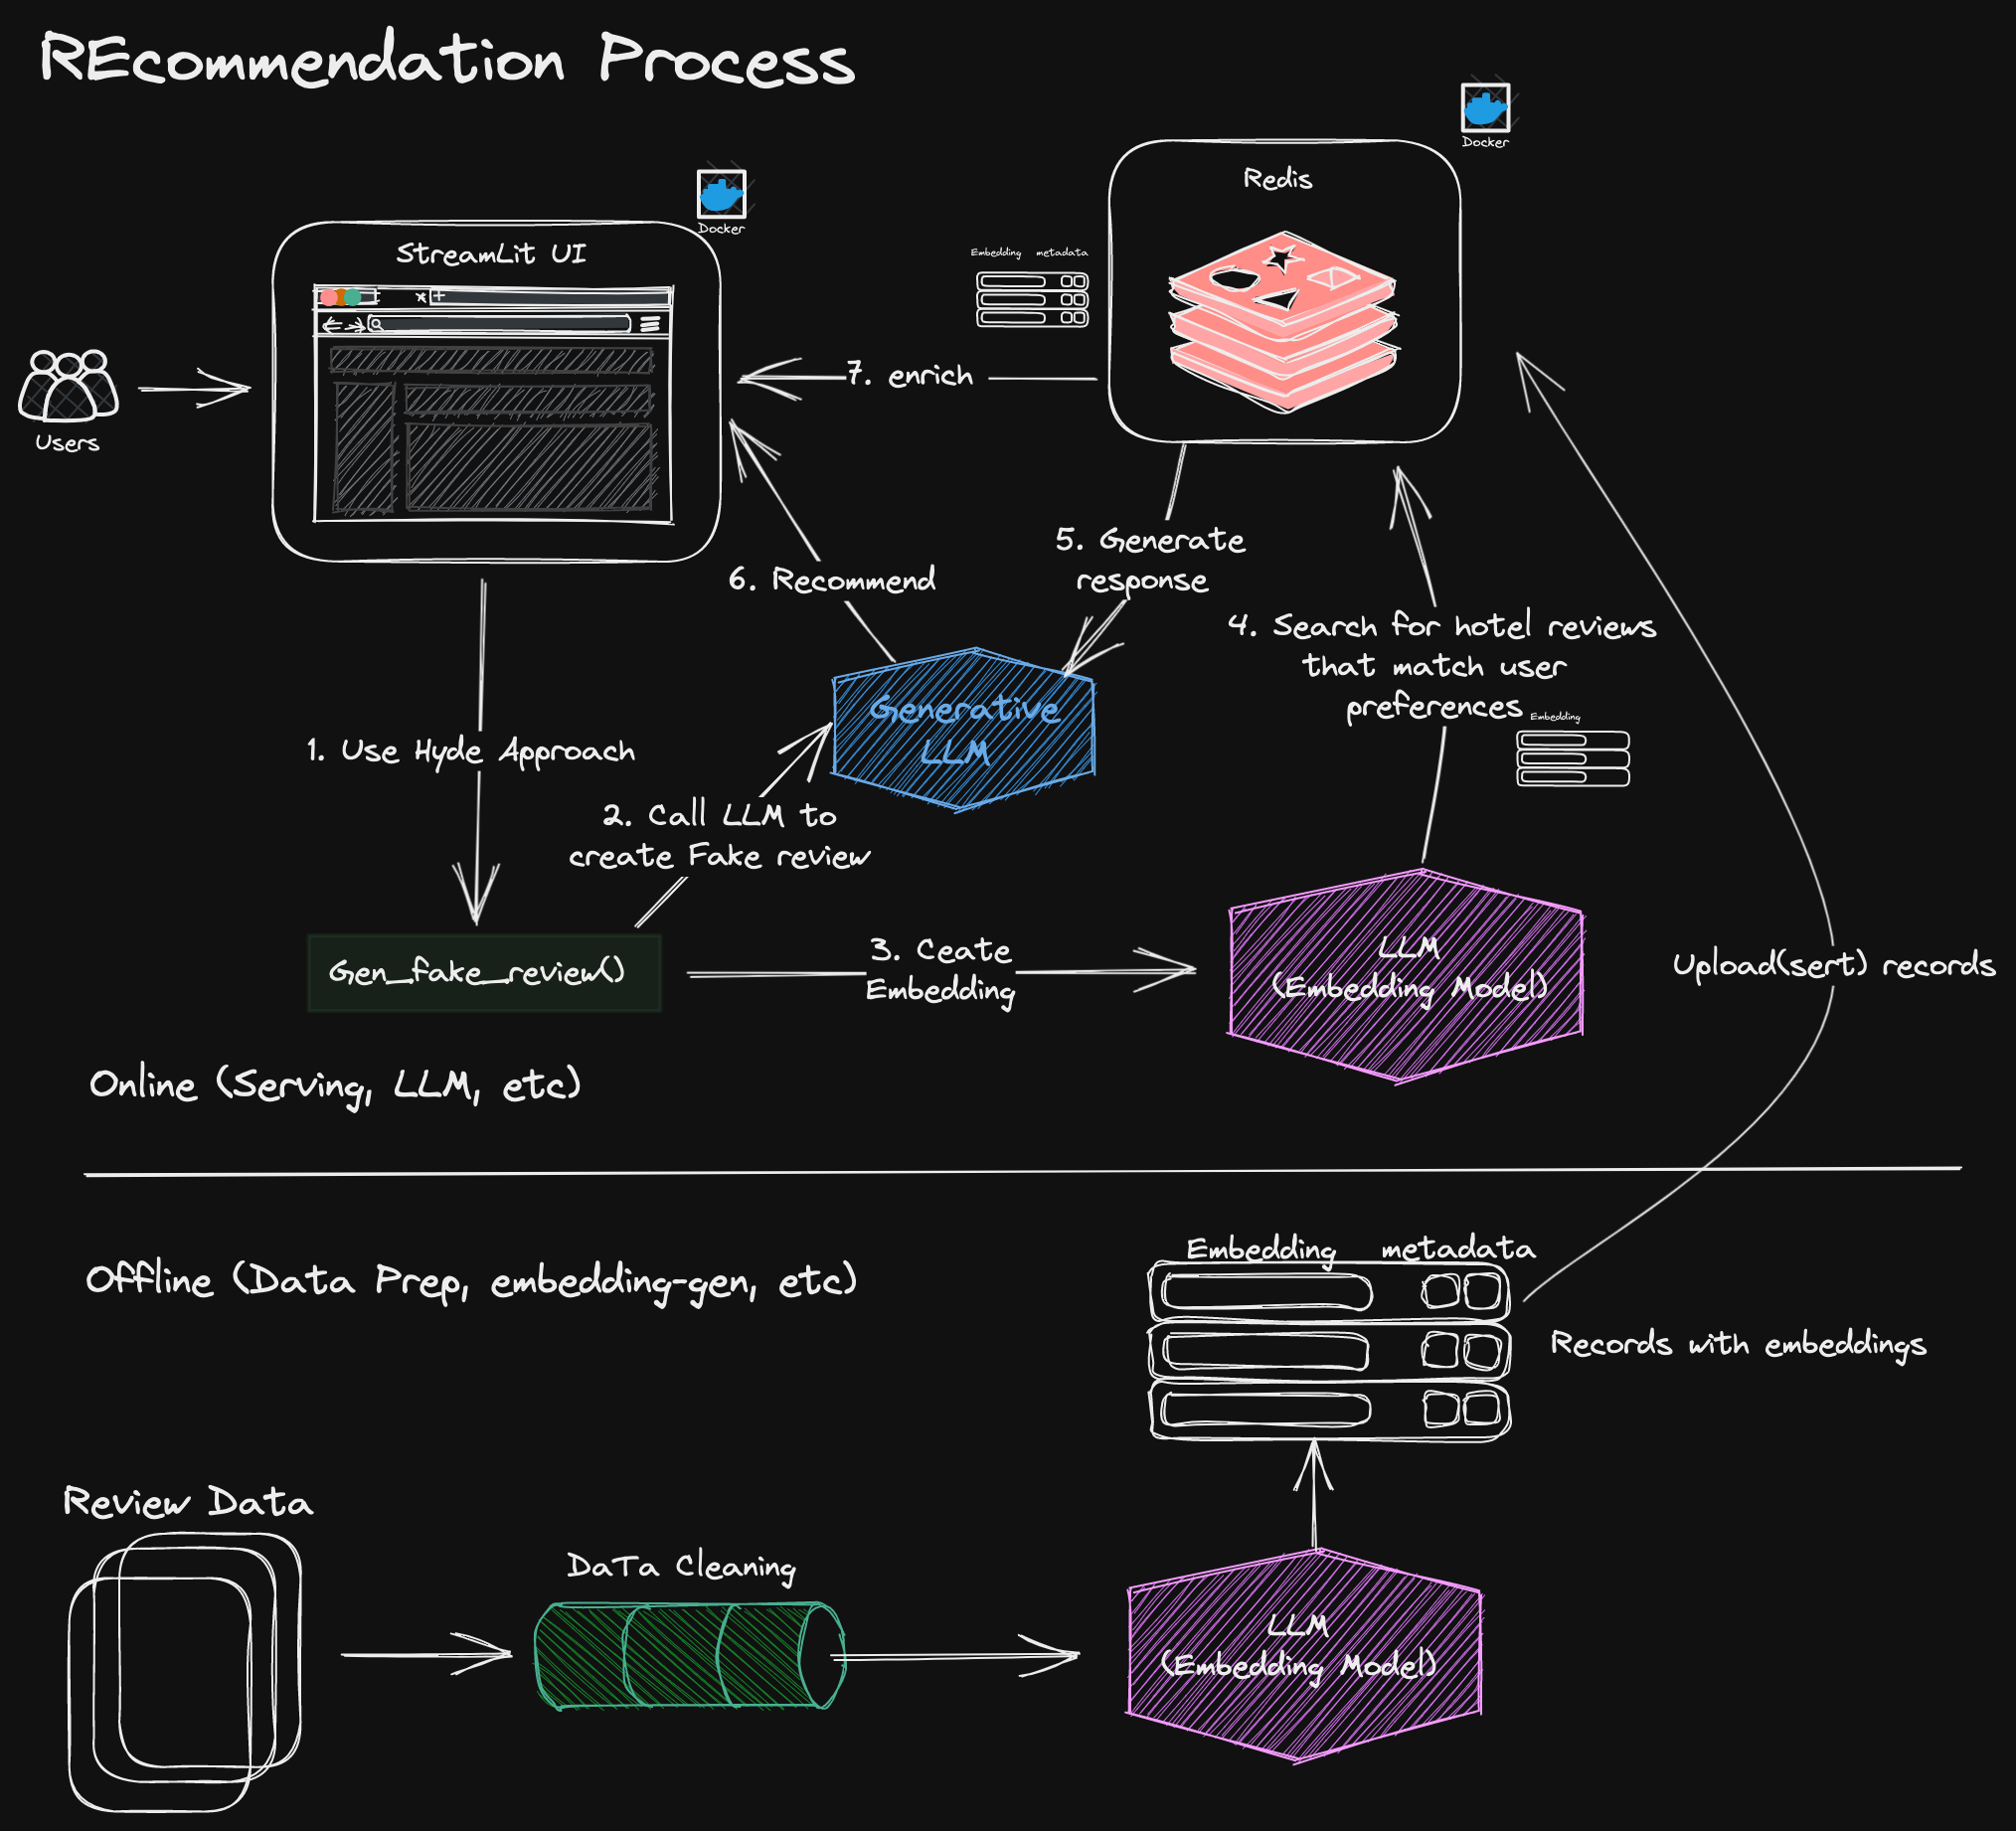 REcommendation Process
Docker
Docker
Redis
StreamLit UI
Embedding metadata
7. enrich
Users
5. Generate
response
6. Recommend
4. Search for hotel reviews
that match user
preferences
Embedding
Generative
LLM
1. Use Hyde Approach
2. Call LLM to
create Fake review
Gen_fake_review()
3. Ceate
Embedding
LLM
(Embedding Model)
Upload(sert) records
Online (Serving, LLM, etc)
Offline (Data Prep, embedding-gen, etc)
Embedding metadata
Records with embeddings
Review Data
DaTa Cleaning
LLM
(Embedding Model)